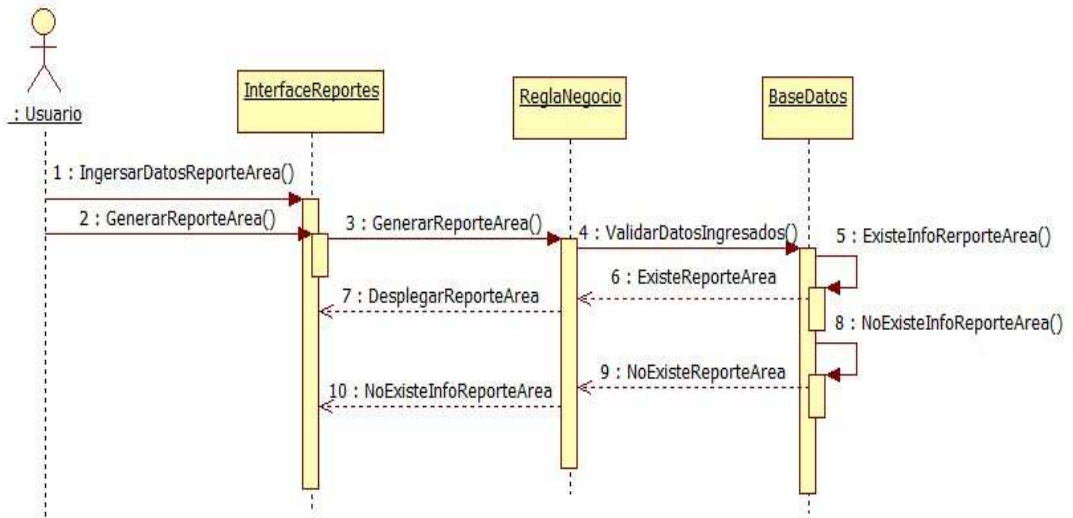 : Usuario
InterfaceReportes
ReglaNegocio
BaseDatos
1 : IngersarDatosReporteArea()
2 : GenerarReporteArea()
3 : GenerarReporteArea()
4 : ValidarDatosIngresados()
5 : ExisteInfoRerporteArea()
6 : ExisteReporteArea
7 : DesplegarReporteArea
8 : NoExisteInfoReporteArea()
9 : NoExisteReporteArea
10 : NoExisteInfoReporteArea